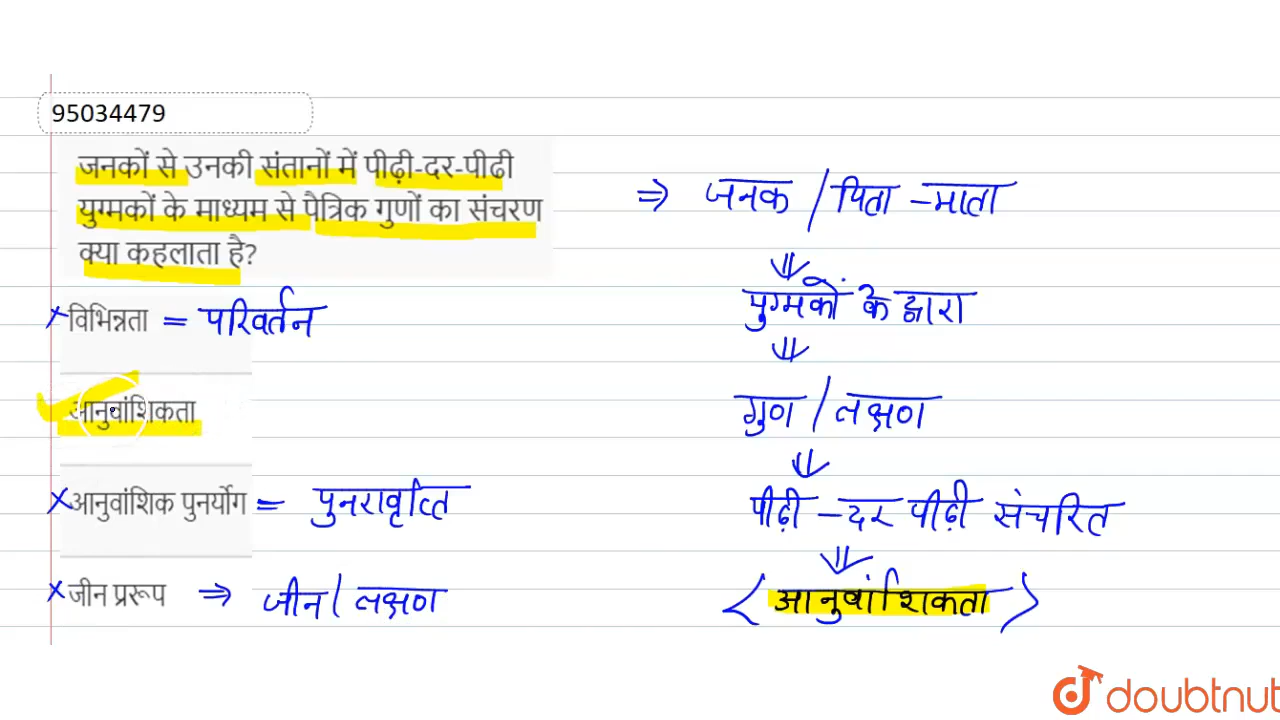 95034479
जनकों से उनकी संतानों में पीढ़ी-दर-पीढी
युग्मकों के माध्यम से पैत्रिक गुणों का संचरण
क्या कहलाता है?
× विभिन्नता = परिवर्तन
आनुवांशिकता
× आनुवांशिक पुनर्योग = पुनरावृत्ति
× जीन प्ररूप ⇒ जीन / लक्षण
⇒ जनक / पिता - माता
⇓
युग्मकों के द्वारा
⇓
गुण / लक्षण
⇓
पीढ़ी - दर पीढ़ी संचरित
⇓
< आनुवांशिकता >
doubtnut